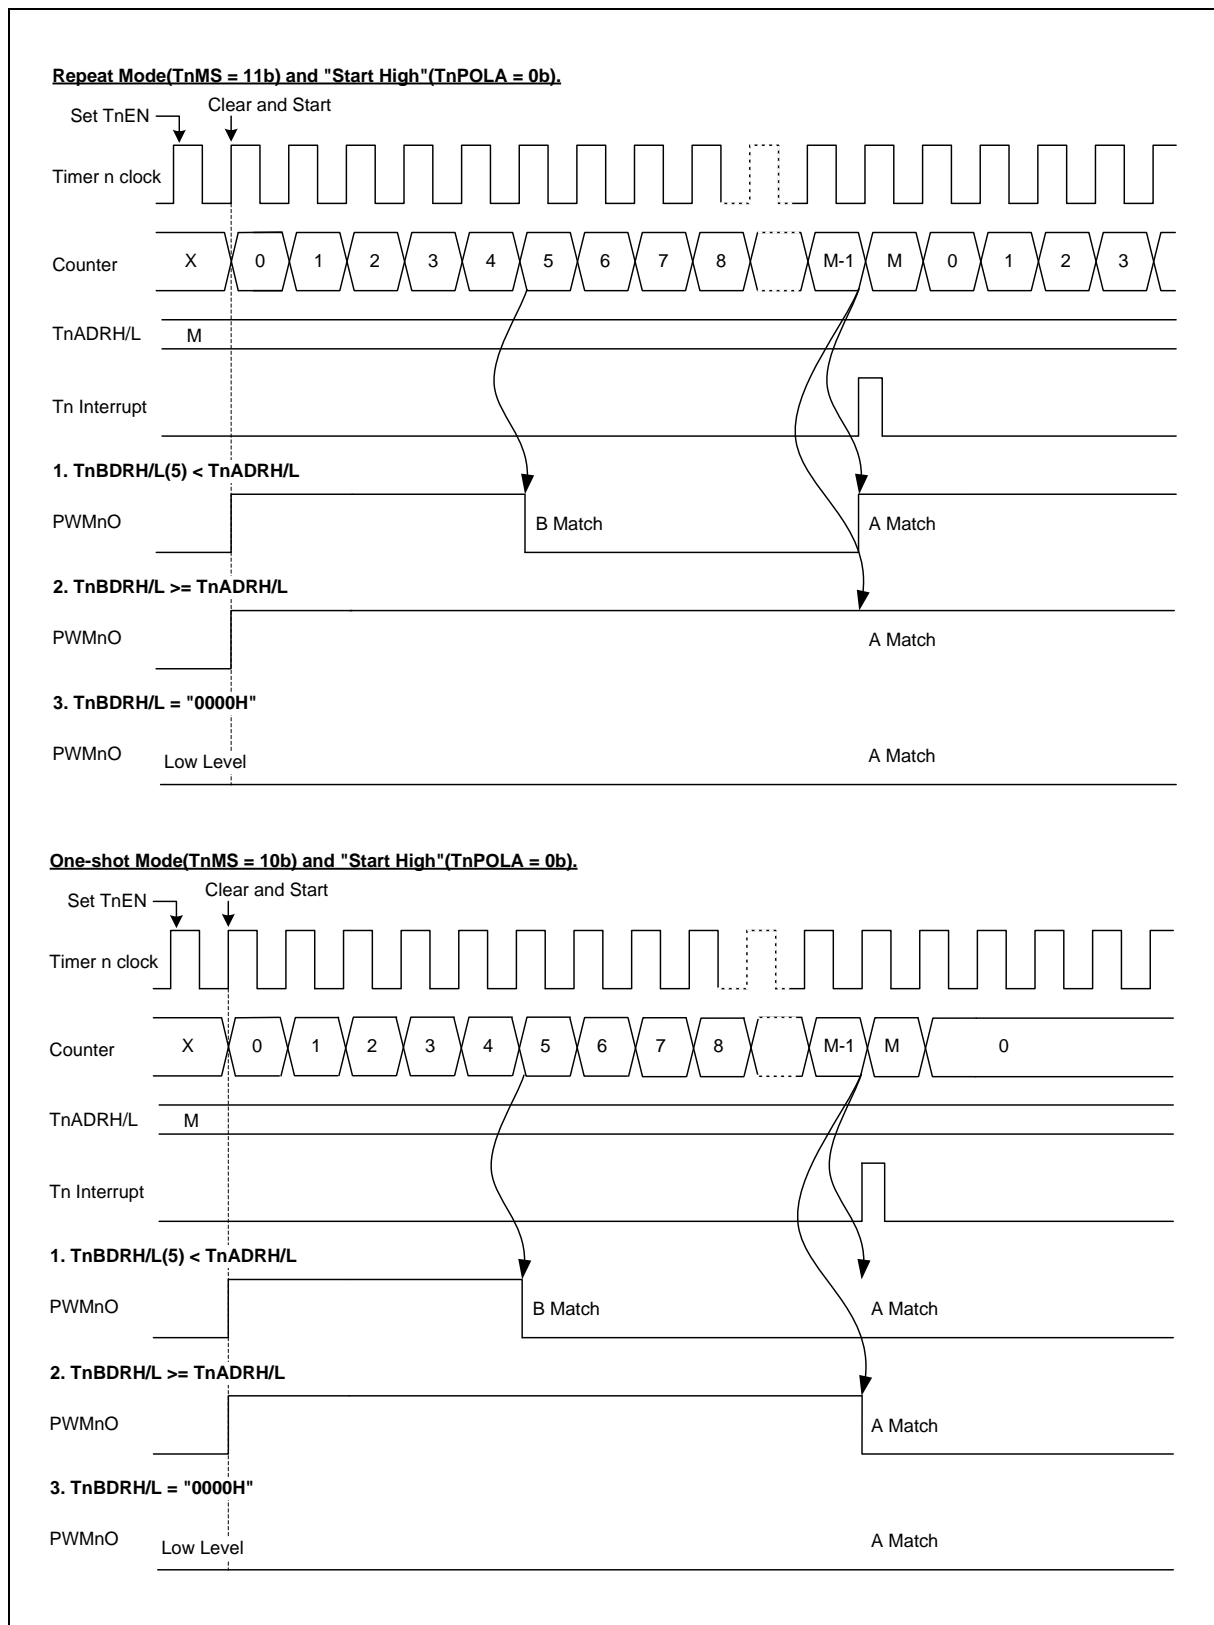 Repeat Mode(TnMS = 11b) and "Start High"(TnPOLA = 0b).
Set TnEN
Clear and Start
Timer n clock
Counter X 0 1 2 3 4 5 6 7 8 M-1 M 0 1 2 3
TnADRH/L M
Tn Interrupt
1. TnBDRH/L(5) < TnADRH/L
PWMnO B Match A Match
2. TnBDRH/L >= TnADRH/L
PWMnO A Match
3. TnBDRH/L = "0000H"
PWMnO Low Level A Match
One-shot Mode(TnMS = 10b) and "Start High"(TnPOLA = 0b).
Set TnEN
Clear and Start
Timer n clock
Counter X 0 1 2 3 4 5 6 7 8 M-1 M 0
TnADRH/L M
Tn Interrupt
1. TnBDRH/L(5) < TnADRH/L
PWMnO B Match A Match
2. TnBDRH/L >= TnADRH/L
PWMnO A Match
3. TnBDRH/L = "0000H"
PWMnO Low Level A Match